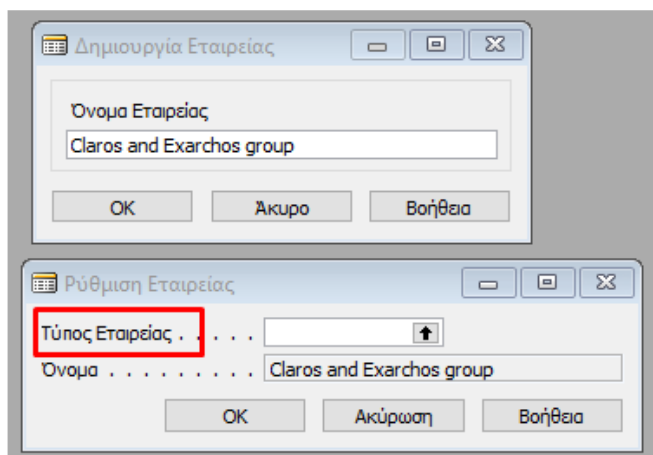 Δημιουργία Εταιρείας
Όνομα Εταιρείας
Claros and Exarchos group
OK Άκυρο Βοήθεια
Ρύθμιση Εταιρείας
Τύπος Εταιρείας . . . . .
Όνομα . . . . . . . . . Claros and Exarchos group
OK Ακύρωση Βοήθεια